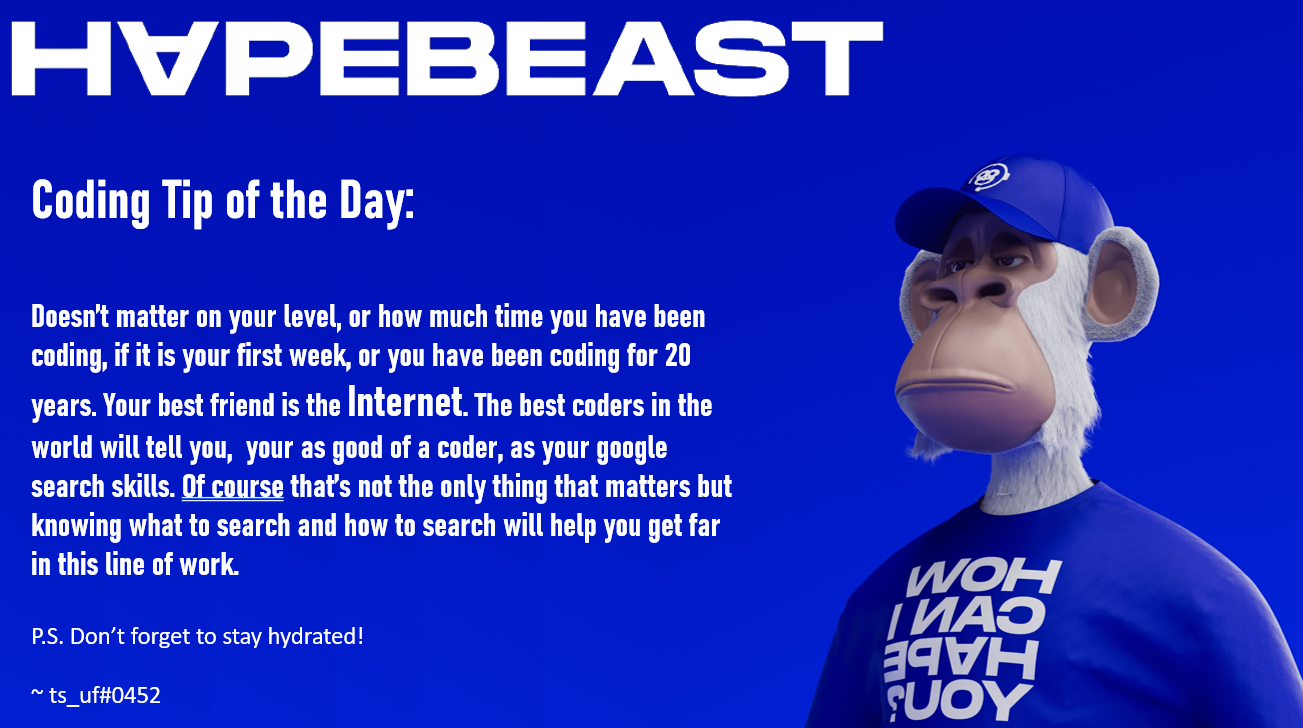 HAPEBEAST
Coding Tip of the Day:
Doesn't matter on your level, or how much time you have been
coding, if it is your first week, or you have been coding for 20
years. Your best friend is the Internet. The best coders in the
world will tell you,  your as good of a coder, as your google
search skills. Of course that's not the only thing that matters but
knowing what to search and how to search will help you get far
in this line of work.
P.S. Don't forget to stay hydrated!
~ ts_uf#0452
HOW
CAN I
HAPE
YOU?